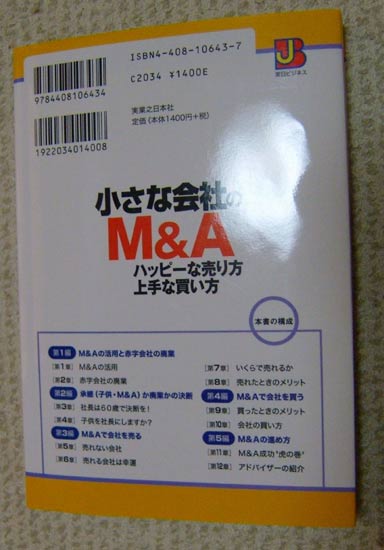 ISBN4-408-10643-7
C2034 ¥1400E
9784408106434
1922034014008
実業之日本社
定価(本体1400円+税)
JB
実日ビジネス
小さな会社の
M&A
ハッピーな売り方
上手な買い方
本書の構成
第1編 M&Aの活用と赤字会社の廃業
[第1章] M&Aの活用
[第2章] 赤字会社の廃業
第2編 承継(子供・M&A)か廃業かの決断
[第3章] 社長は60歳で決断を!
[第4章] 子供を社長にしますか?
第3編 M&Aで会社を売る
[第5章] 売れない会社
[第6章] 売れる会社は幸運
[第7章] いくらで売れるか
[第8章] 売れたときのメリット
第4編 M&Aで会社を買う
[第9章] 買ったときのメリット
[第10章] 会社の買い方
第5編 M&Aの進め方
[第11章] M&A成功“虎の巻”
[第12章] アドバイザーの紹介